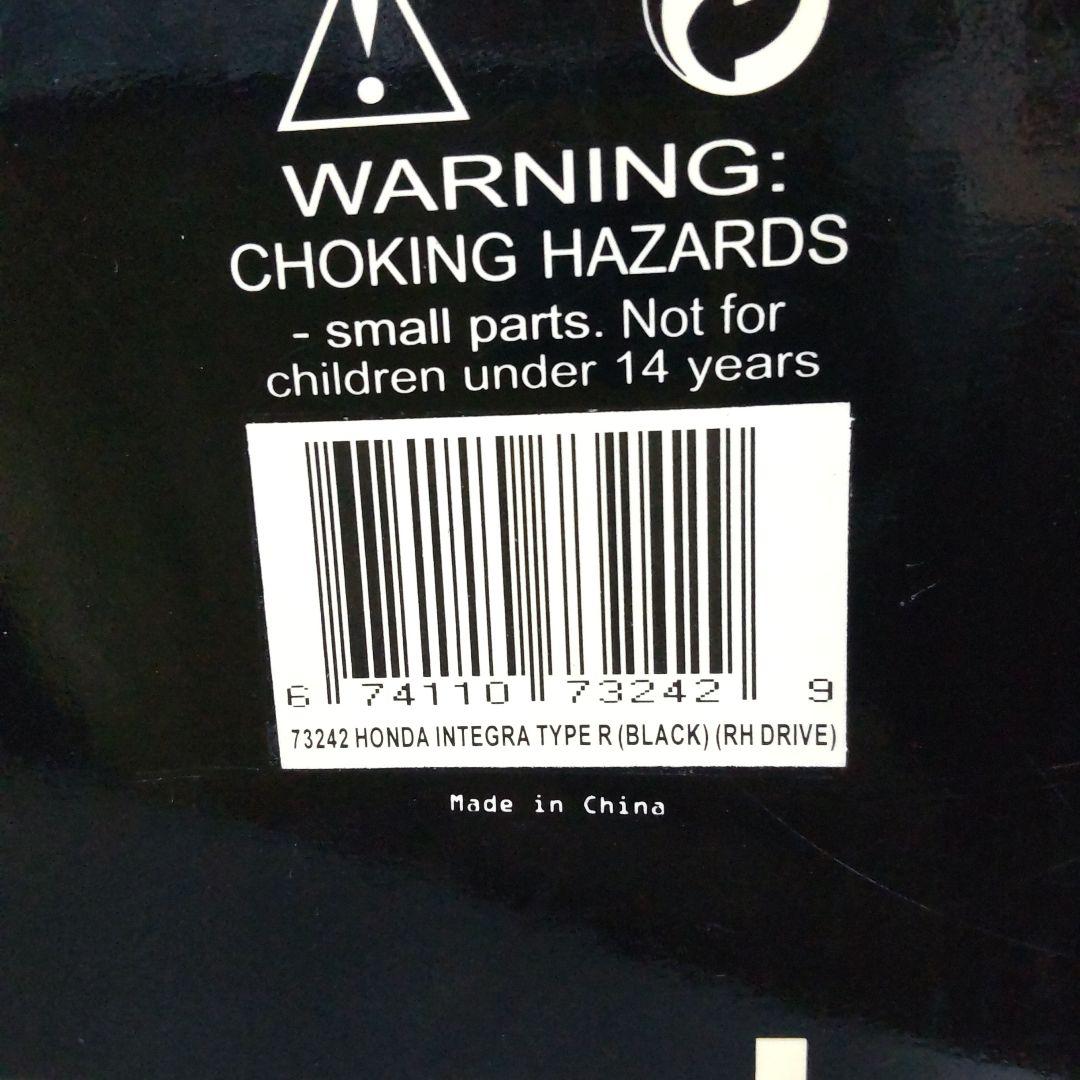 WARNING:
CHOKING HAZARDS
- small parts. Not for
children under 14 years
6 74110 73242 9
73242 HONDA INTEGRA TYPE R (BLACK) (RH DRIVE)
Made in China